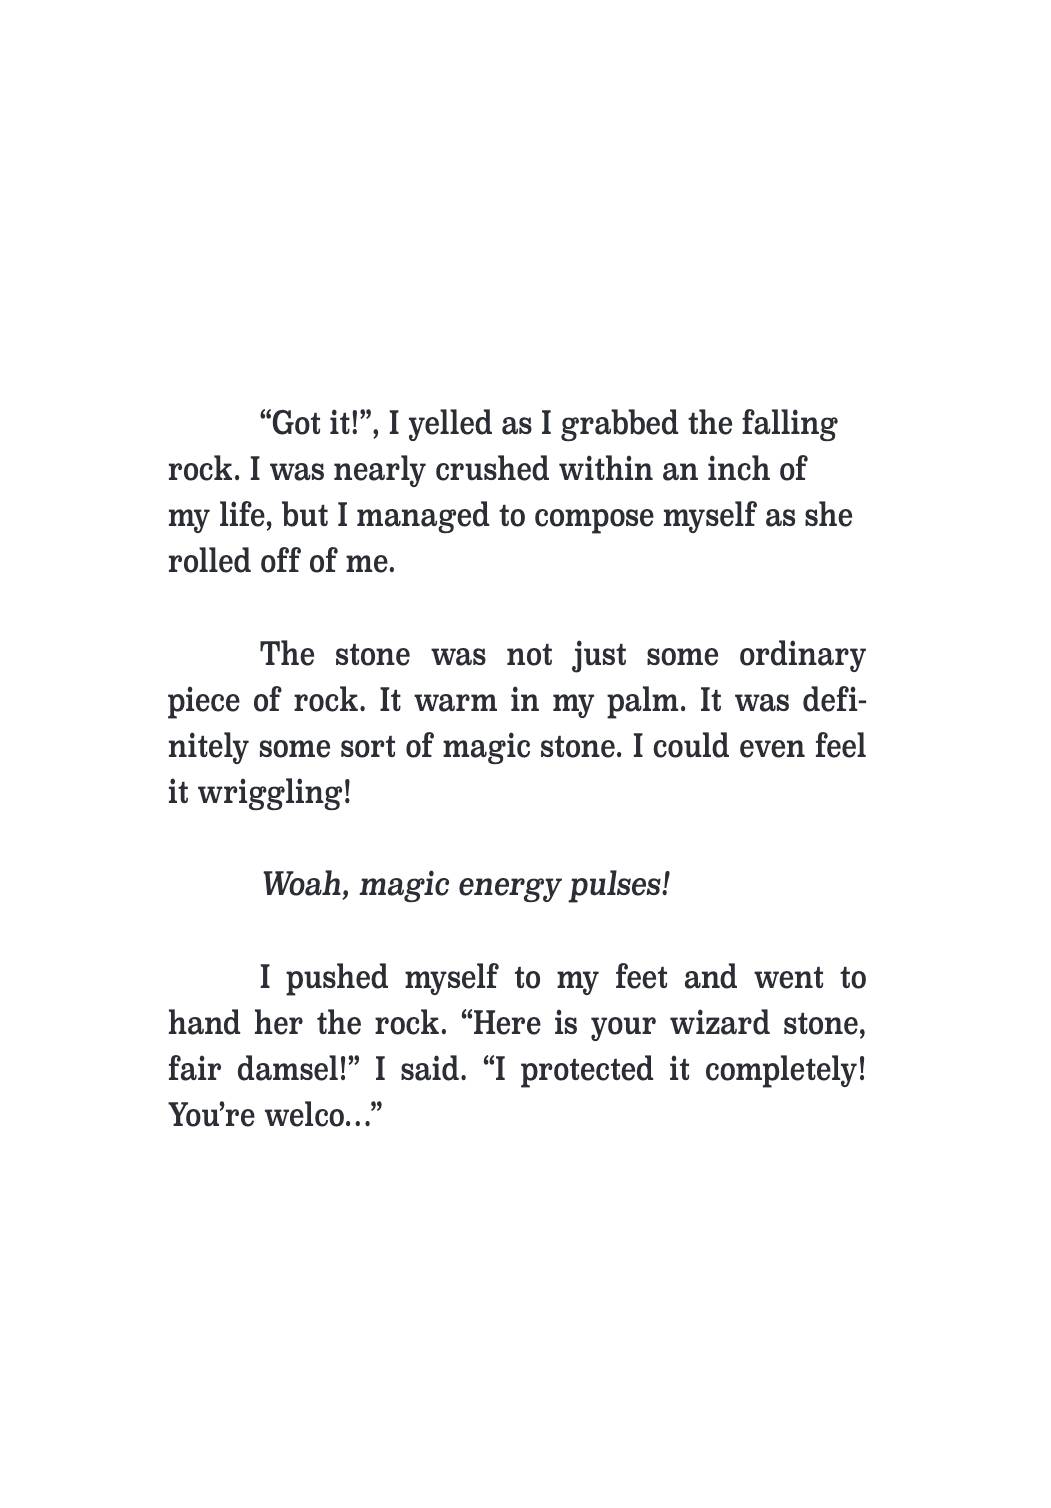 “Got it!”, I yelled as I grabbed the falling
rock. I was nearly crushed within an inch of
my life, but I managed to compose myself as she
rolled off of me.
The stone was not just some ordinary
piece of rock. It warm in my palm. It was defi-
nitely some sort of magic stone. I could even feel
it wriggling!
Woah, magic energy pulses!
I pushed myself to my feet and went to
hand her the rock. “Here is your wizard stone,
fair damsel!” I said. “I protected it completely!
You’re welco…”